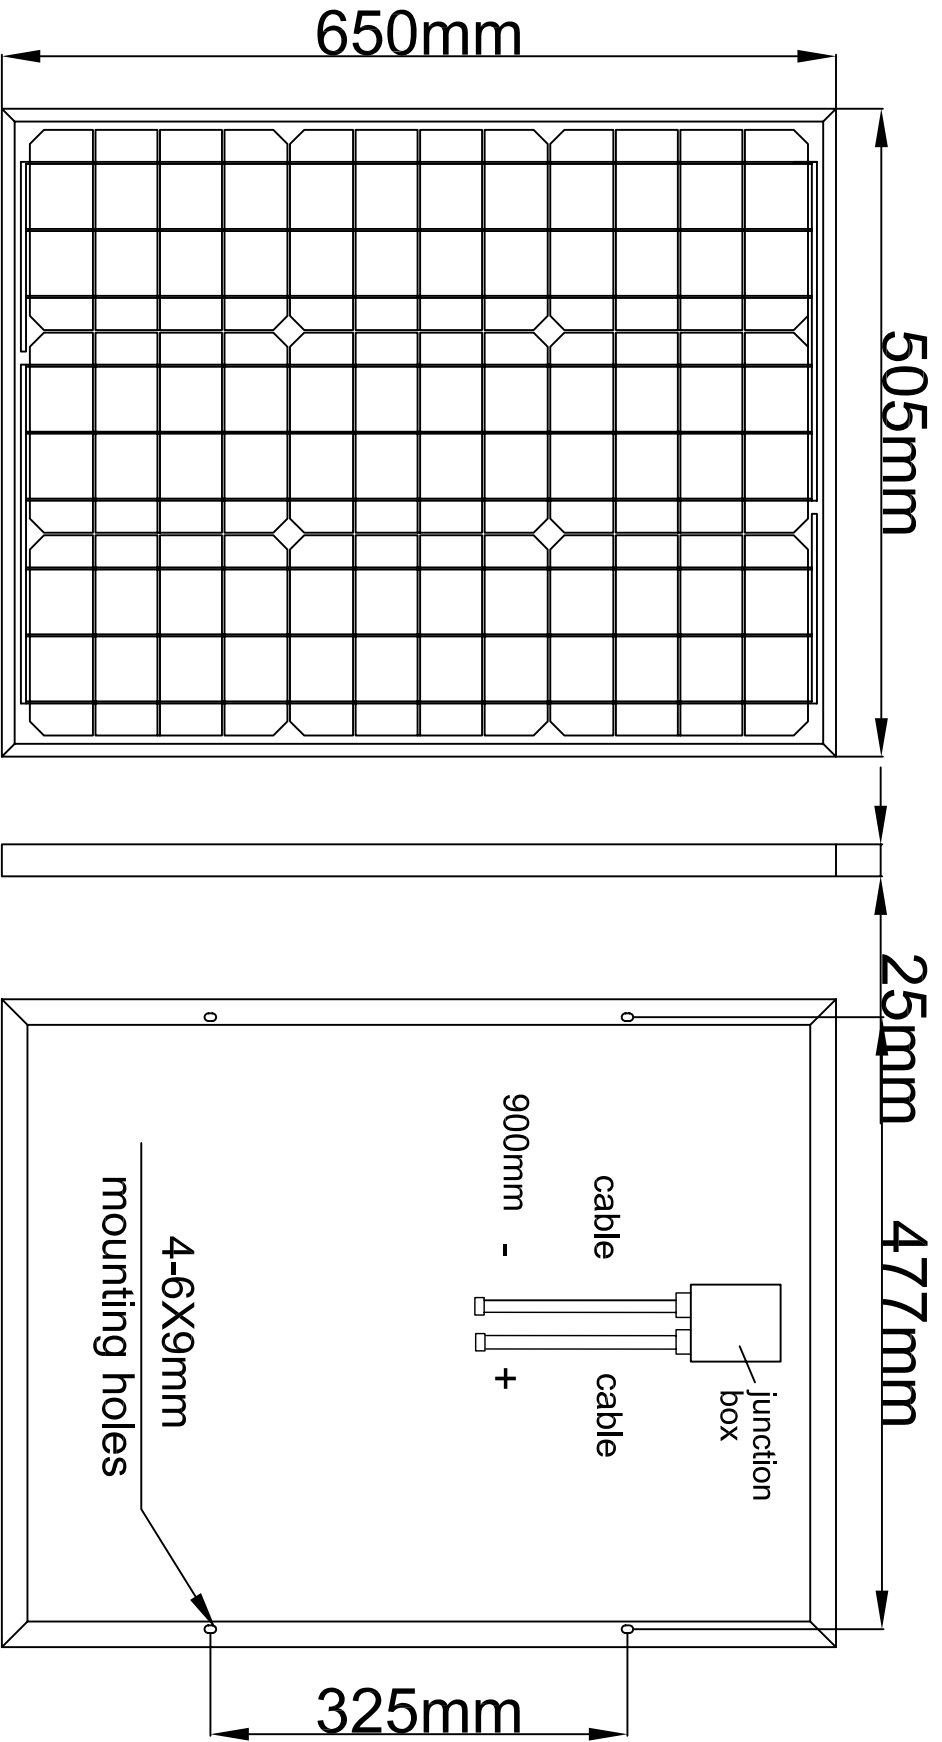 650mm
505mm
25mm
477mm
900mm
-
cable
+
cable
junction
box
4-6X9mm
mounting holes
325mm